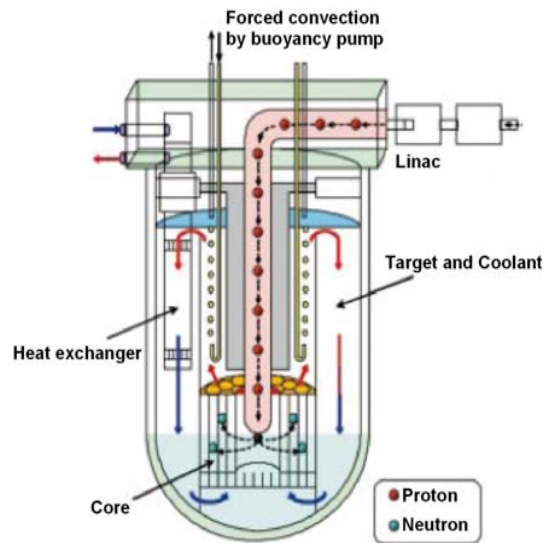 Forced convection
by buoyancy pump
Linac
Target and Coolant
Heat exchanger
Core
Proton
Neutron